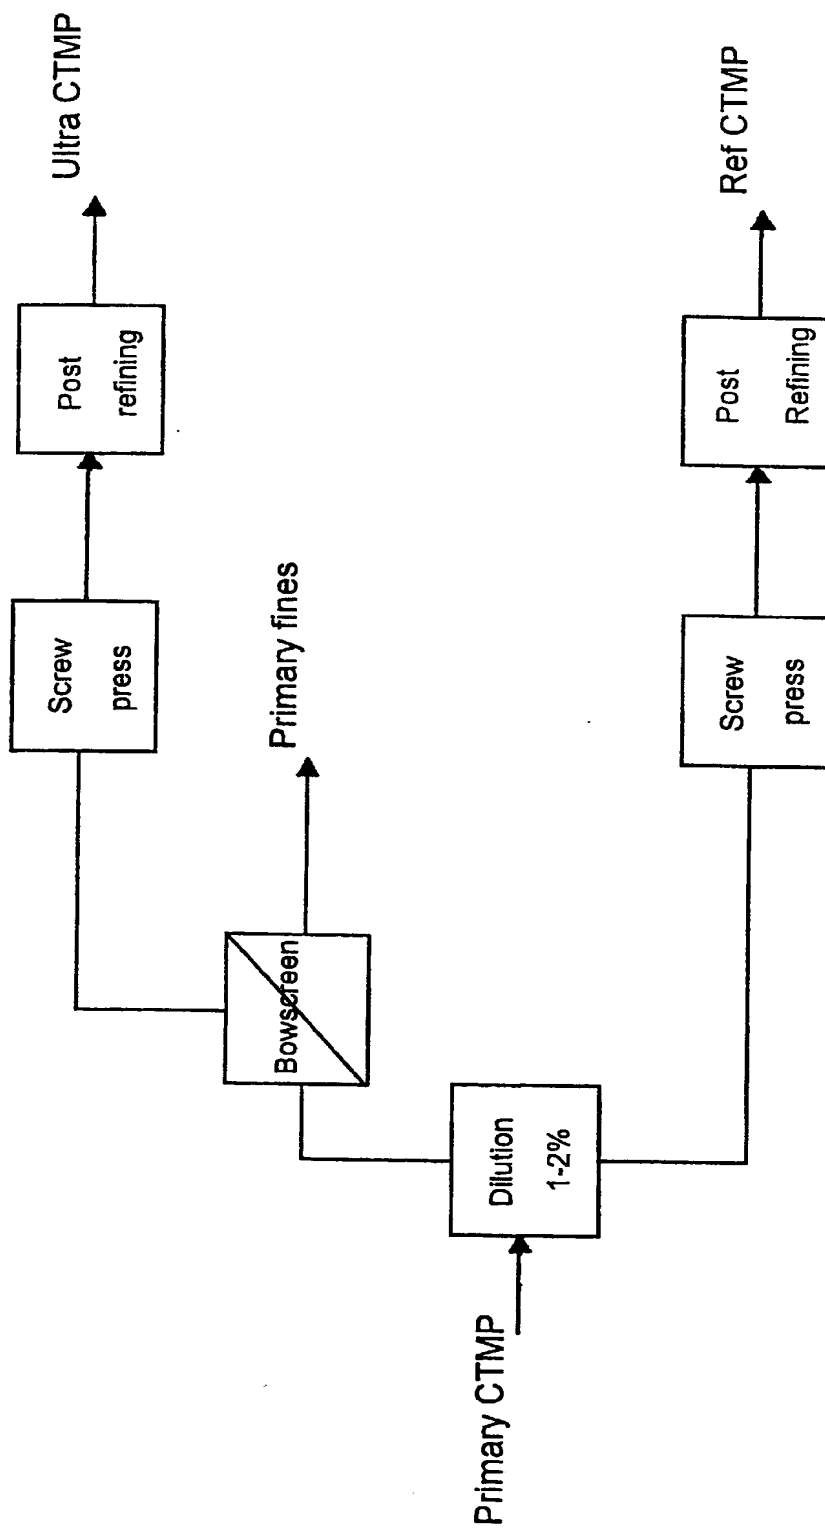 Primary CTMP
Dilution
1-2%
Bowscreen
Primary fines
Screw
press
Post
refining
Ultra CTMP
Screw
press
Post
Refining
Ref CTMP